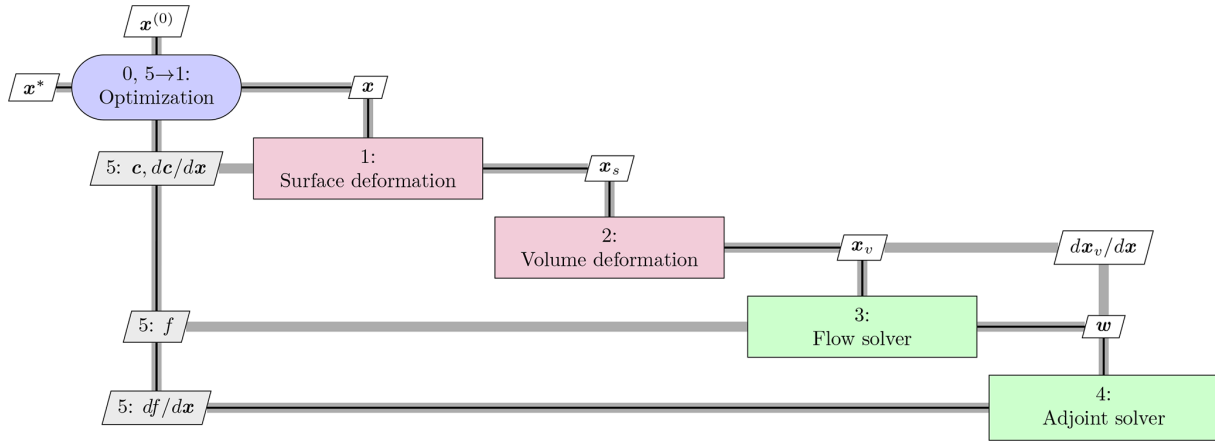 x^(0)
0, 5→1:
Optimization
x*
x
5: c, dc/dx
1:
Surface deformation
x_s
2:
Volume deformation
x_v
dx_v/dx
5: f
3:
Flow solver
w
5: df/dx
4:
Adjoint solver